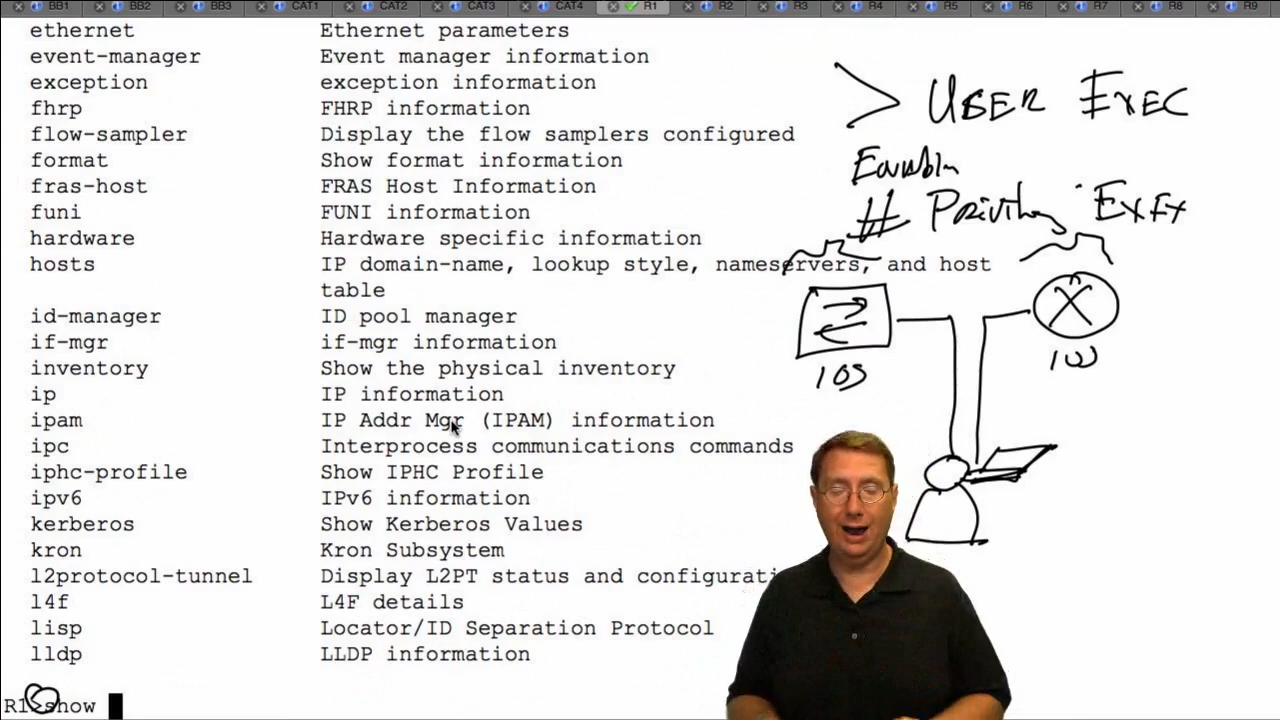 BB1 BB2 BB3 CAT1 CAT2 CAT3 CAT4 R1 R2 R3 R4 R5 R6 R7 R8 R9
ethernet Ethernet parameters
event-manager Event manager information
exception exception information
fhrp FHRP information
flow-sampler Display the flow samplers configured
format Show format information
fras-host FRAS Host Information
funi FUNI information
hardware Hardware specific information
hosts IP domain-name, lookup style, nameservers, and host
table
id-manager ID pool manager
if-mgr if-mgr information
inventory Show the physical inventory
ip IP information
ipam IP Addr Mgr (IPAM) information
ipc Interprocess communications commands
iphc-profile Show IPHC Profile
ipv6 IPv6 information
kerberos Show Kerberos Values
kron Kron Subsystem
l2protocol-tunnel Display L2PT status and configurati
l4f L4F details
lisp Locator/ID Separation Protocol
lldp LLDP information
R1>show
> USER EXEC
#
IOS